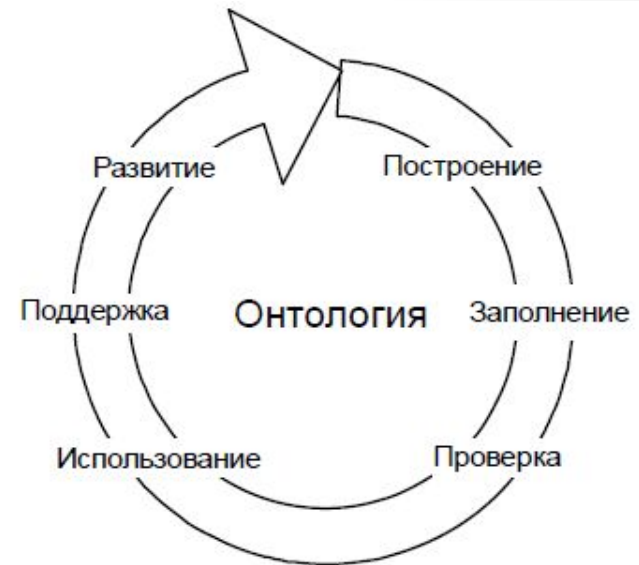 Развитие
Построение
Поддержка
Онтология
Заполнение
Использование
Проверка